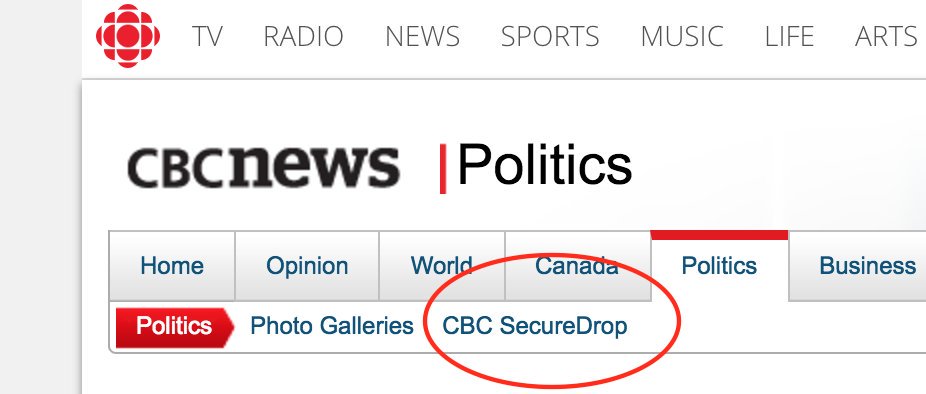 TV RADIO NEWS SPORTS MUSIC LIFE ARTS
CBCnews | Politics
Home Opinion World Canada Politics Business
Politics Photo Galleries CBC SecureDrop